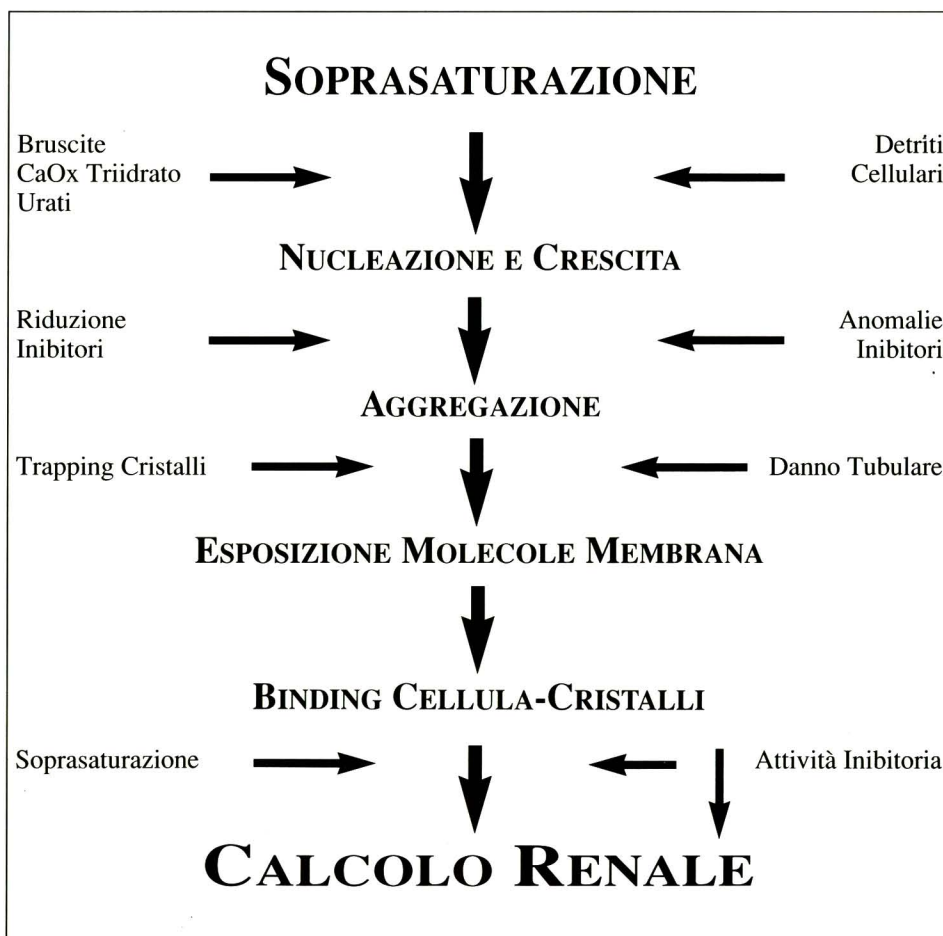 SOPRASATURAZIONE
Bruscite
CaOx Triidrato
Urati
Detriti
Cellulari
NUCLEAZIONE E CRESCITA
Riduzione
Inibitori
Anomalie
Inibitori
AGGREGAZIONE
Trapping Cristalli
Danno Tubulare
ESPOSIZIONE MOLECOLE MEMBRANA
BINDING CELLULA-CRISTALLI
Soprasaturazione
Attività Inibitoria
CALCOLO RENALE